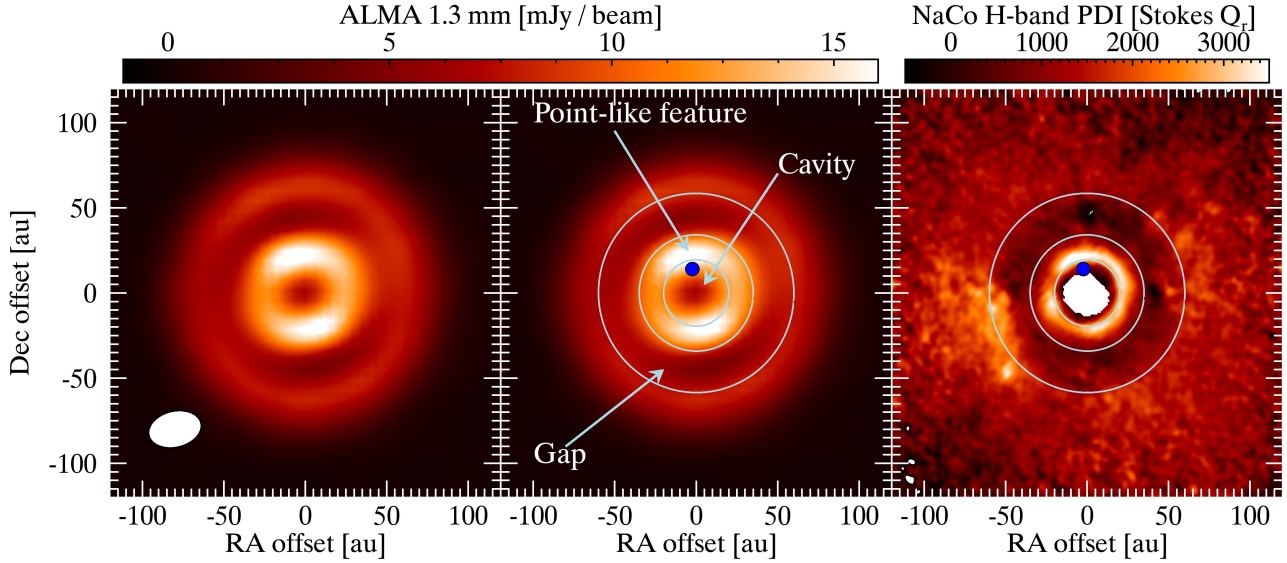 ALMA 1.3 mm [mJy / beam]
NaCo H-band PDI [Stokes Qr]
0 5 10 15
0 1000 2000 3000
-100 -50 0 50 100
-100 -50 0 50 100
-100 -50 0 50 100
100
50
0
-50
-100
Dec offset [au]
Point-like feature
Cavity
Gap
RA offset [au]
RA offset [au]
RA offset [au]